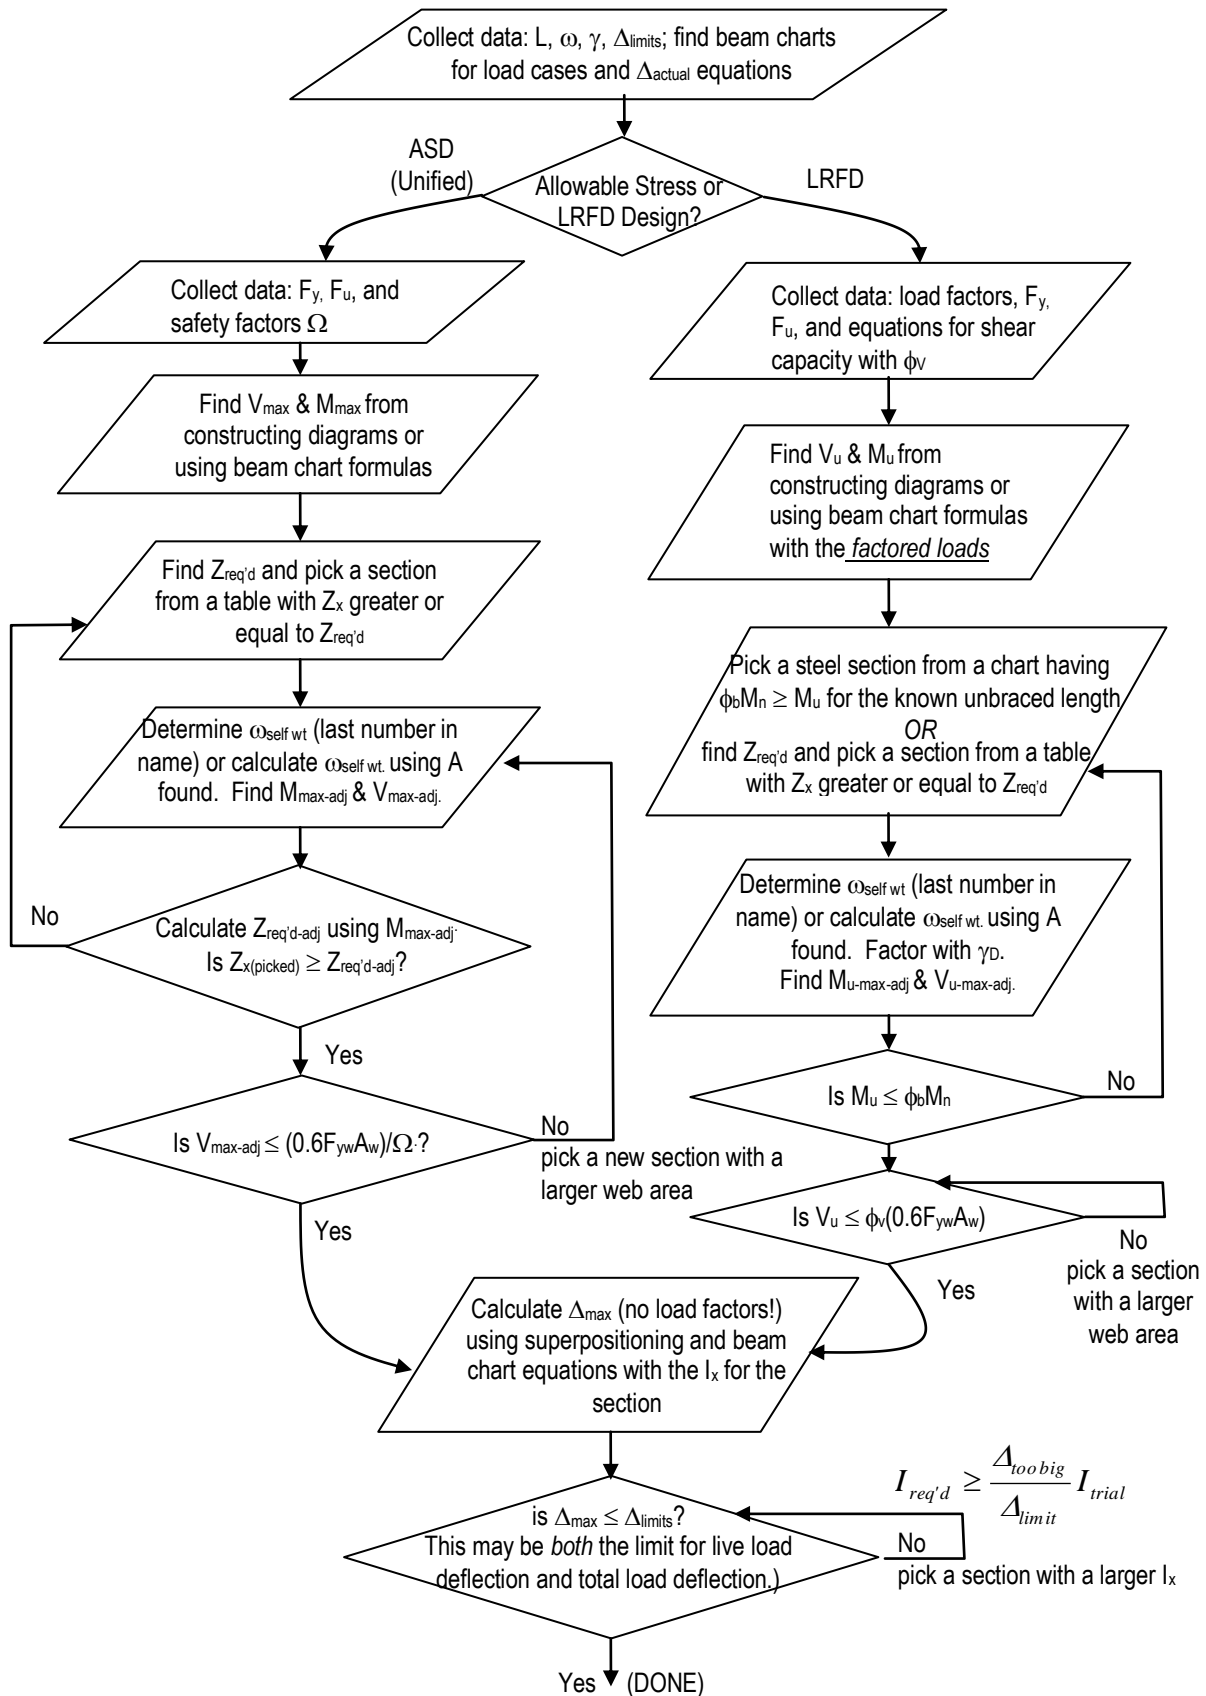 Collect data: L, ω, γ, Δlimits; find beam charts
for load cases and Δactual equations
ASD
(Unified)
Allowable Stress or
LRFD Design?
LRFD
Collect data: Fy, Fu, and
safety factors Ω
Collect data: load factors, Fy,
Fu, and equations for shear
capacity with ϕV
Find Vmax & Mmax from
constructing diagrams or
using beam chart formulas
Find Vu & Mu from
constructing diagrams or
using beam chart formulas
with the factored loads
Find Zreq'd and pick a section
from a table with Zx greater or
equal to Zreq'd
Pick a steel section from a chart having
ϕbMn ≥ Mu for the known unbraced length
OR
find Zreq'd and pick a section from a table
with Zx greater or equal to Zreq'd
Determine ωself wt (last number in
name) or calculate ωself wt. using A
found. Find Mmax-adj & Vmax-adj.
Determine ωself wt (last number in
name) or calculate ωself wt. using A
found. Factor with γD.
Find Mu-max-adj & Vu-max-adj.
No
Calculate Zreq'd-adj using Mmax-adj.
Is Zx(picked) ≥ Zreq'd-adj?
Yes
Is Mu ≤ ϕbMn
No
Is Vmax-adj ≤ (0.6FywAw)/Ω.?
No
pick a new section with a
larger web area
Yes
Is Vu ≤ ϕv(0.6FywAw)
No
pick a section
with a larger
web area
Yes
Calculate Δmax (no load factors!)
using superpositioning and beam
chart equations with the Ix for the
section
is Δmax ≤ Δlimits?
This may be both the limit for live load
deflection and total load deflection.)
Ireq'd ≥ Δtoo big / Δlimit Itrial
No
pick a section with a larger Ix
Yes (DONE)